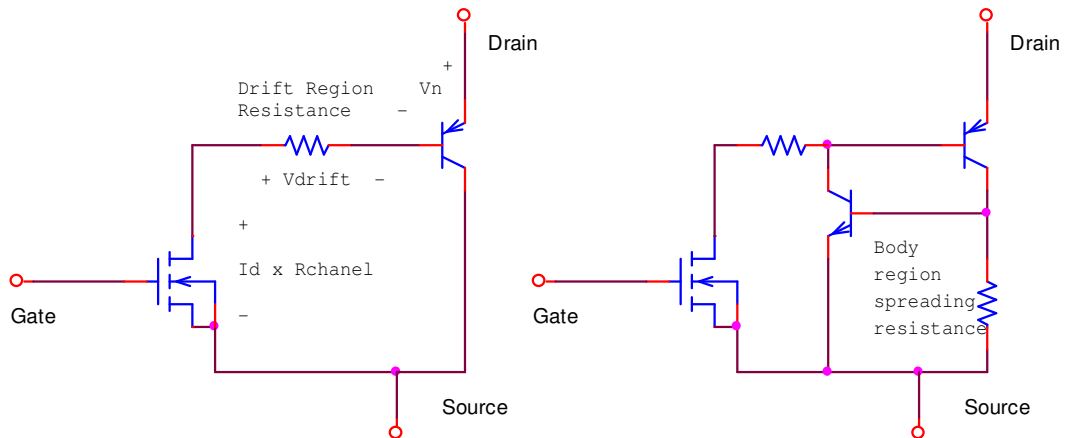 Drain
+
Drift Region Vn
Resistance −
−
+ Vdrift −
+
Id x Rchanel
−
Gate
Source
Drain
Body
region
spreading
resistance
Gate
Source